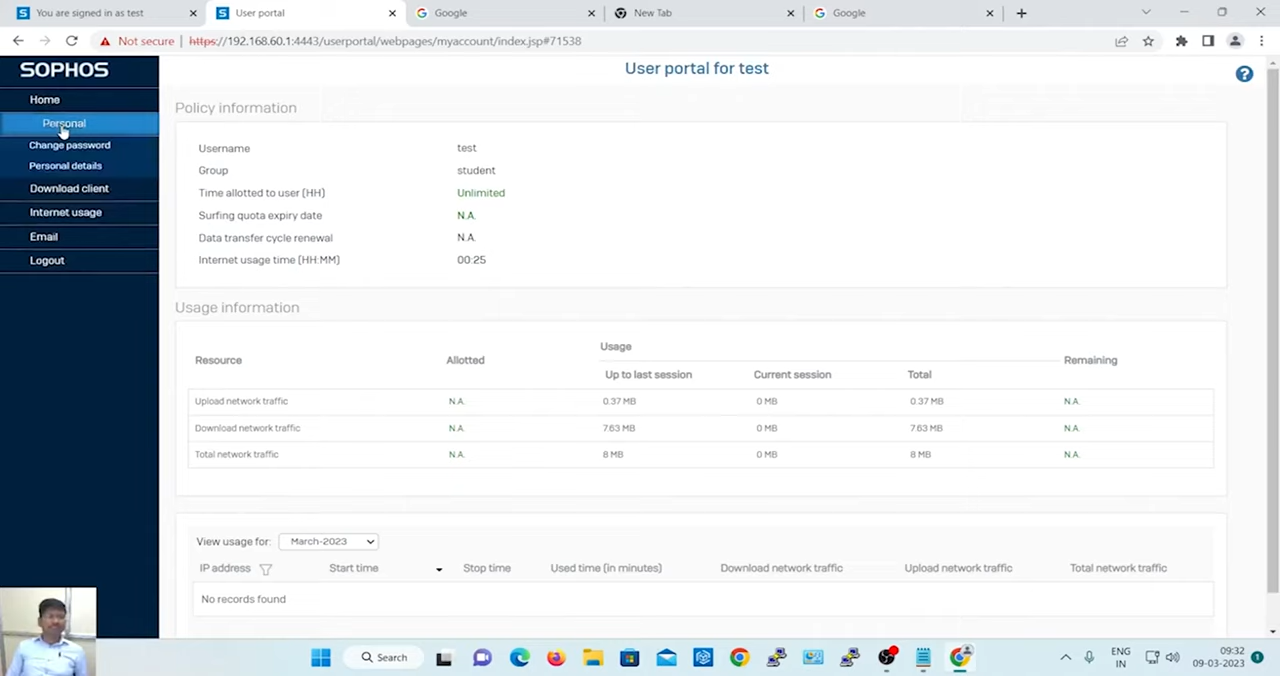 You are signed in as test
User portal
Google
New Tab
Google
Not secure | https://192.168.60.1:4443/userportal/webpages/myaccount/index.jsp#71538
SOPHOS
Home
Personal
Change password
Personal details
Download client
Internet usage
Email
Logout
User portal for test
?
Policy information
Username test
Group student
Time allotted to user (HH) Unlimited
Surfing quota expiry date N.A.
Data transfer cycle renewal N.A.
Internet usage time (HH:MM) 00:25
Usage information
Usage
Resource Allotted Remaining
Up to last session Current session Total
Upload network traffic N.A. 0.37 MB 0 MB 0.37 MB N.A.
Download network traffic N.A. 7.63 MB 0 MB 7.63 MB N.A.
Total network traffic N.A. 8 MB 0 MB 8 MB N.A.
View usage for: March-2023
IP address Start time Stop time Used time (in minutes) Download network traffic Upload network traffic Total network traffic
No records found
Search
ENG
IN
09:32
09-03-2023
1